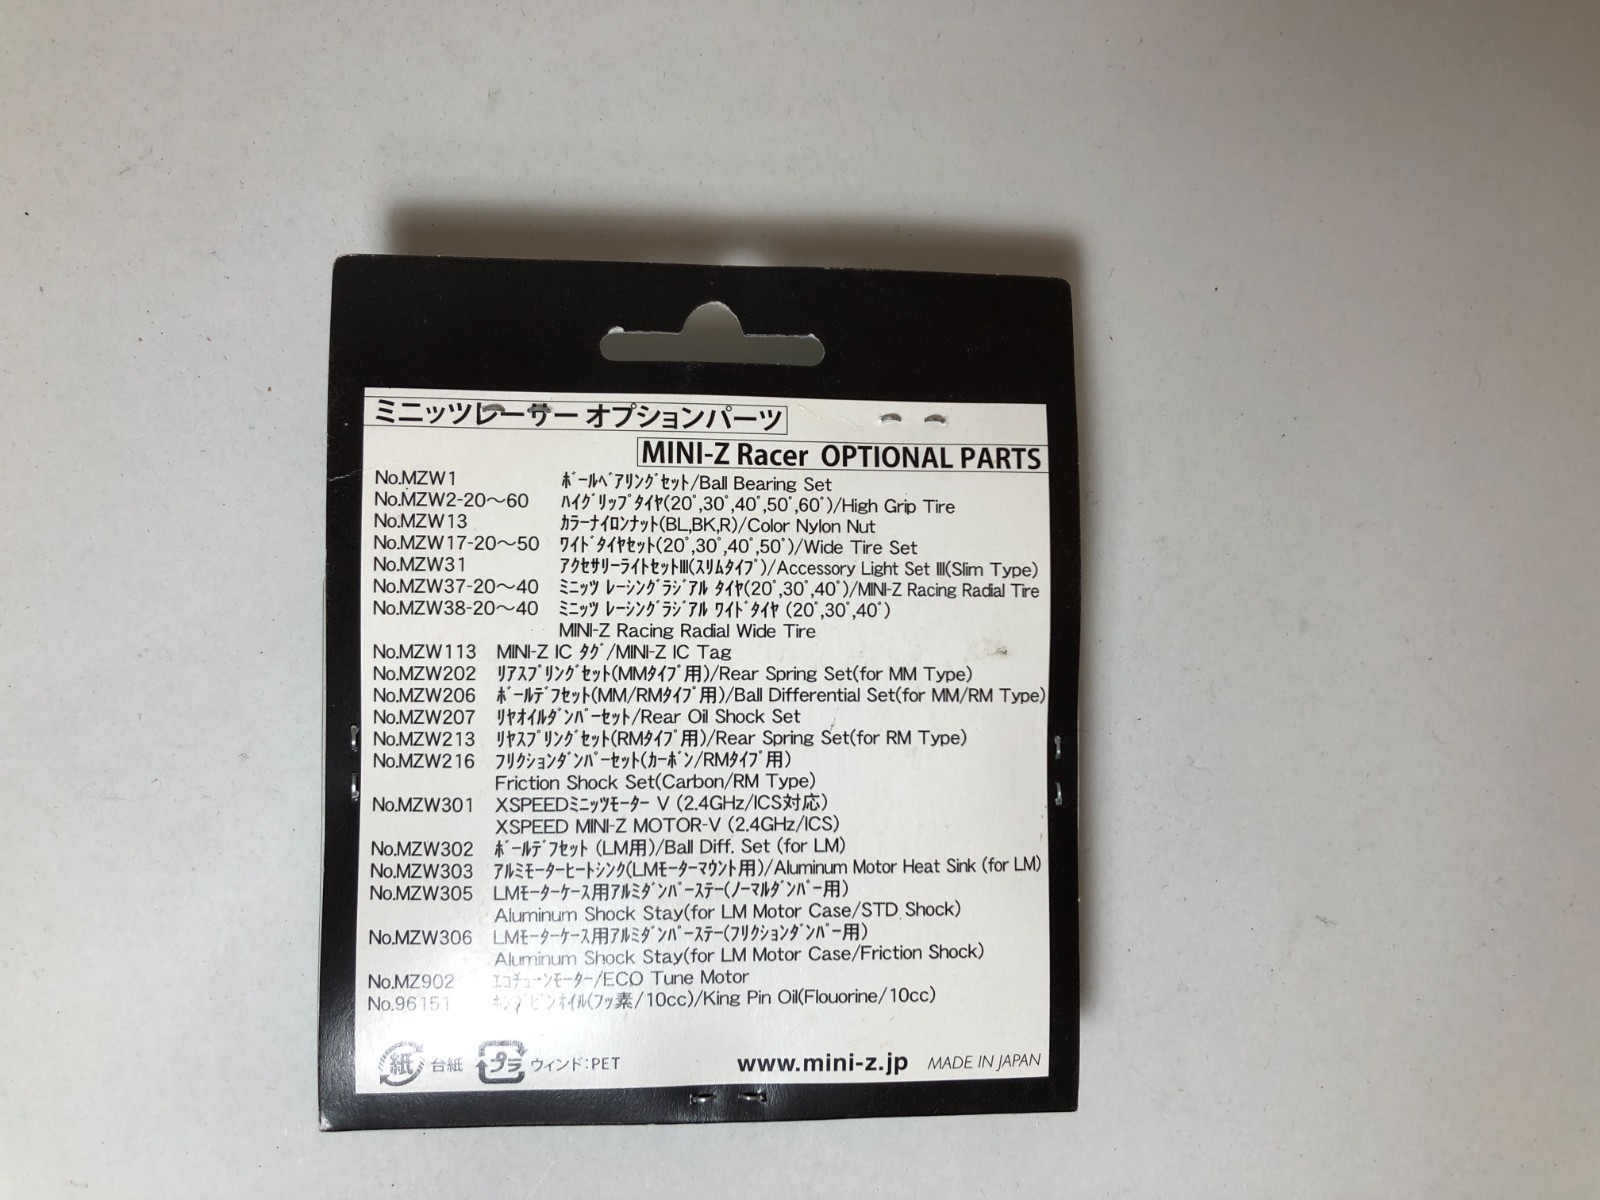 ミニッツレーサー オプションパーツ
MINI-Z Racer OPTIONAL PARTS
No.MZW1 ﾎﾞｰﾙﾍﾞｱﾘﾝｸﾞｾｯﾄ/Ball Bearing Set
No.MZW2-20～60 ﾊｲｸﾞﾘｯﾌﾟﾀｲﾔ(20ﾟ,30ﾟ,40ﾟ,50ﾟ,60ﾟ)/High Grip Tire
No.MZW13 ｶﾗｰﾅｲﾛﾝﾅｯﾄ(BL,BK,R)/Color Nylon Nut
No.MZW17-20～50 ﾜｲﾄﾞﾀｲﾔｾｯﾄ(20ﾟ,30ﾟ,40ﾟ,50ﾟ)/Wide Tire Set
No.MZW31 ｱｸｾｻﾘｰﾗｲﾄｾｯﾄⅢ(ｽﾘﾑﾀｲﾌﾟ)/Accessory Light Set Ⅲ(Slim Type)
No.MZW37-20～40 ﾐﾆｯﾂ ﾚｰｼﾝｸﾞﾗｼﾞｱﾙ ﾀｲﾔ(20ﾟ,30ﾟ,40ﾟ)/MINI-Z Racing Radial Tire
No.MZW38-20～40 ﾐﾆｯﾂ ﾚｰｼﾝｸﾞﾗｼﾞｱﾙ ﾜｲﾄﾞﾀｲﾔ (20ﾟ,30ﾟ,40ﾟ)
MINI-Z Racing Radial Wide Tire
No.MZW113 MINI-Z IC ﾀｸﾞ/MINI-Z IC Tag
No.MZW202 ﾘｱｽﾌﾟﾘﾝｸﾞｾｯﾄ(MMﾀｲﾌﾟ用)/Rear Spring Set(for MM Type)
No.MZW206 ﾎﾞｰﾙﾃﾞﾌｾｯﾄ(MM/RMﾀｲﾌﾟ用)/Ball Differential Set(for MM/RM Type)
No.MZW207 ﾘﾔｵｲﾙﾀﾞﾝﾊﾟｰｾｯﾄ/Rear Oil Shock Set
No.MZW213 ﾘﾔｽﾌﾟﾘﾝｸﾞｾｯﾄ(RMﾀｲﾌﾟ用)/Rear Spring Set(for RM Type)
No.MZW216 ﾌﾘｸｼｮﾝﾀﾞﾝﾊﾟｰｾｯﾄ(ｶｰﾎﾞﾝ/RMﾀｲﾌﾟ用)
Friction Shock Set(Carbon/RM Type)
No.MZW301 XSPEEDﾐﾆｯﾂﾓｰﾀｰ V (2.4GHz/ICS対応)
XSPEED MINI-Z MOTOR-V (2.4GHz/ICS)
No.MZW302 ﾎﾞｰﾙﾃﾞﾌｾｯﾄ (LM用)/Ball Diff. Set (for LM)
No.MZW303 ｱﾙﾐﾓｰﾀｰﾋｰﾄｼﾝｸ(LMﾓｰﾀｰﾏｳﾝﾄ用)/Aluminum Motor Heat Sink (for LM)
No.MZW305 LMﾓｰﾀｰｹｰｽ用ｱﾙﾐﾀﾞﾝﾊﾟｰｽﾃｰ(ﾉｰﾏﾙﾀﾞﾝﾊﾟｰ用)
Aluminum Shock Stay(for LM Motor Case/STD Shock)
No.MZW306 LMﾓｰﾀｰｹｰｽ用ｱﾙﾐﾀﾞﾝﾊﾟｰｽﾃｰ(ﾌﾘｸｼｮﾝﾀﾞﾝﾊﾟｰ用)
Aluminum Shock Stay(for LM Motor Case/Friction Shock)
No.MZ902 ｴｺﾁｭｰﾝﾓｰﾀｰ/ECO Tune Motor
No.96151 ｷﾝｸﾞﾋﾟﾝｵｲﾙ(ﾌｯ素/10cc)/King Pin Oil(Flouorine/10cc)
紙 台紙 プラ ウィンド:PET www.mini-z.jp MADE IN JAPAN